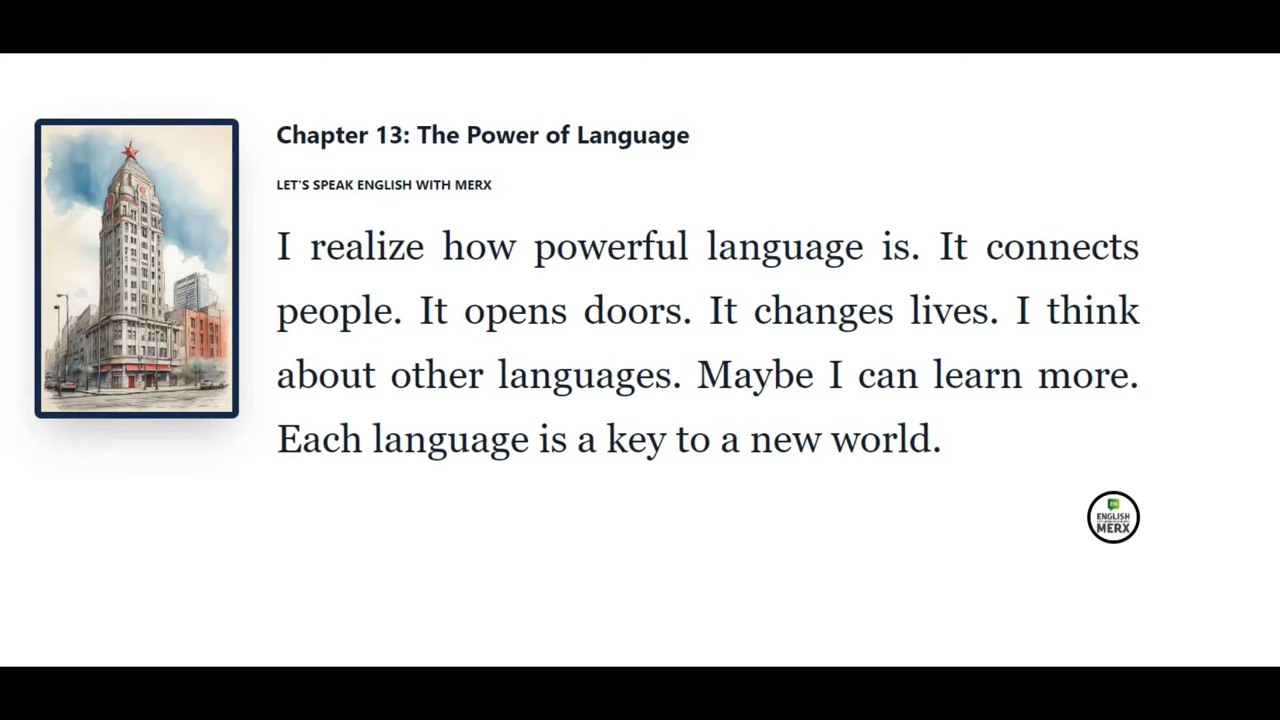 Chapter 13: The Power of Language
LET'S SPEAK ENGLISH WITH MERX
I realize how powerful language is. It connects
people. It opens doors. It changes lives. I think
about other languages. Maybe I can learn more.
Each language is a key to a new world.
EN
ENGLISH
MERX